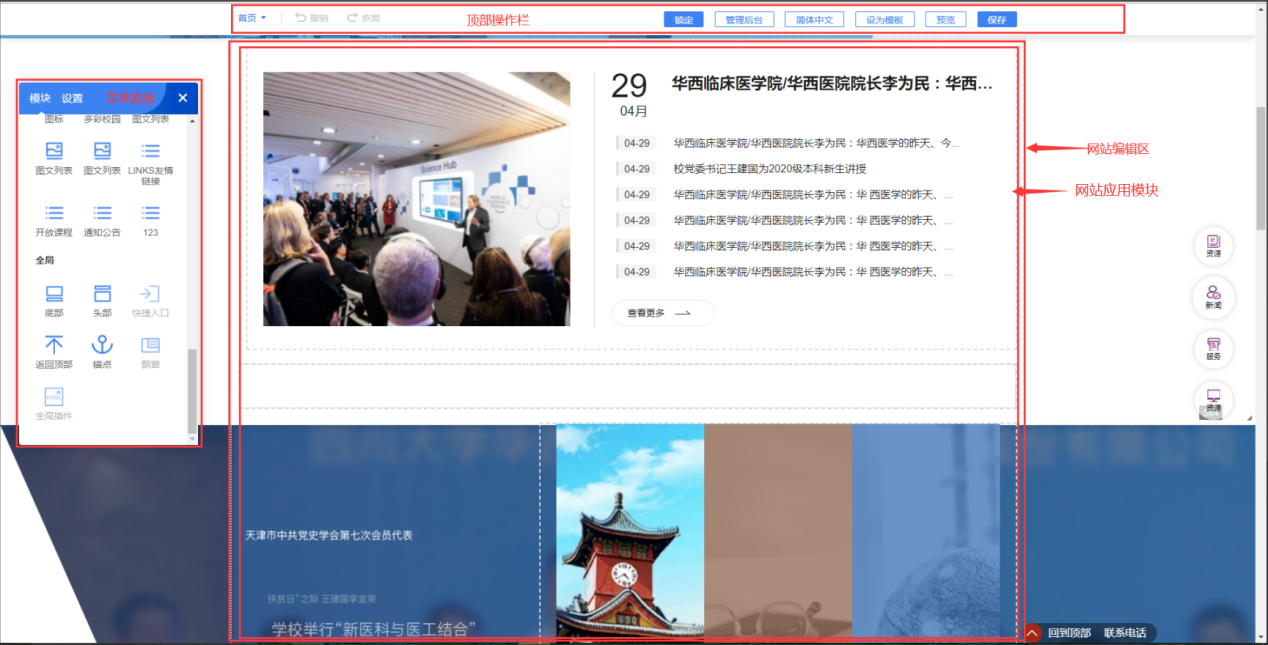 首页
撤销
恢复
顶部操作栏
锁定
管理后台
简体中文
设为模板
预览
保存
模块
设置
菜单面板
图标
多彩校园
图文列表
图文列表
图文列表
LINKS友情
链接
开放课程
通知公告
123
全局
底部
头部
快捷入口
返回顶部
锚点
飘窗
全局插件
HTML
Science Hub
29
04月
华西临床医学院/华西医院院长李为民：华西…
04-29
华西临床医学院/华西医院院长李为民：华西医学的昨天、今…
04-29
校党委书记王建国为2020级本科新生讲授
04-29
华西临床医学院/华西医院院长李为民：华 西医学的昨天、…
04-29
华西临床医学院/华西医院院长李为民：华 西医学的昨天、…
04-29
华西临床医学院/华西医院院长李为民：华 西医学的昨天、…
04-29
华西临床医学院/华西医院院长李为民：华 西医学的昨天、…
查看更多
网站编辑区
网站应用模块
资源
新闻
服务
资源
天津市中共党史学会第七次会员代表
扶贫日”之际 王建国李言荣
学校举行“新医科与医工结合”
回到顶部
联系电话